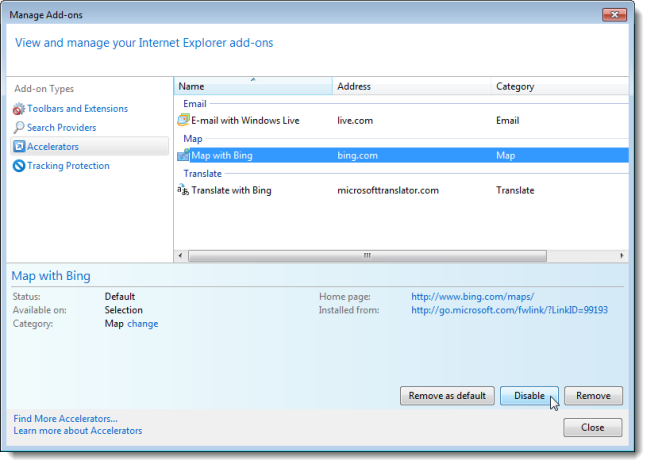 Manage Add-ons
View and manage your Internet Explorer add-ons
Add-on Types
Toolbars and Extensions
Search Providers
Accelerators
Tracking Protection
Name Address Category
Email
E-mail with Windows Live live.com Email
Map
Map with Bing bing.com Map
Translate
Translate with Bing microsofttranslator.com Translate
Map with Bing
Status: Default Home page: http://www.bing.com/maps/
Available on: Selection Installed from: http://go.microsoft.com/fwlink/?LinkID=99193
Category: Map change
Remove as default Disable Remove
Find More Accelerators...
Learn more about Accelerators
Close